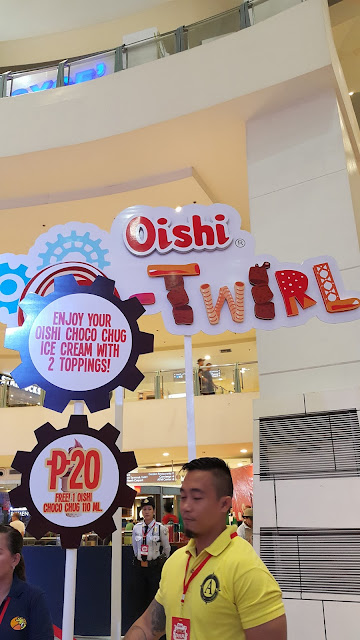 Oishi®
TWIRL
ENJOY YOUR
OISHI CHOCO CHUG
ICE CREAM WITH
2 TOPPINGS!
P20
FREE! 1 OISHI
CHOCO CHUG 110 ML.
A